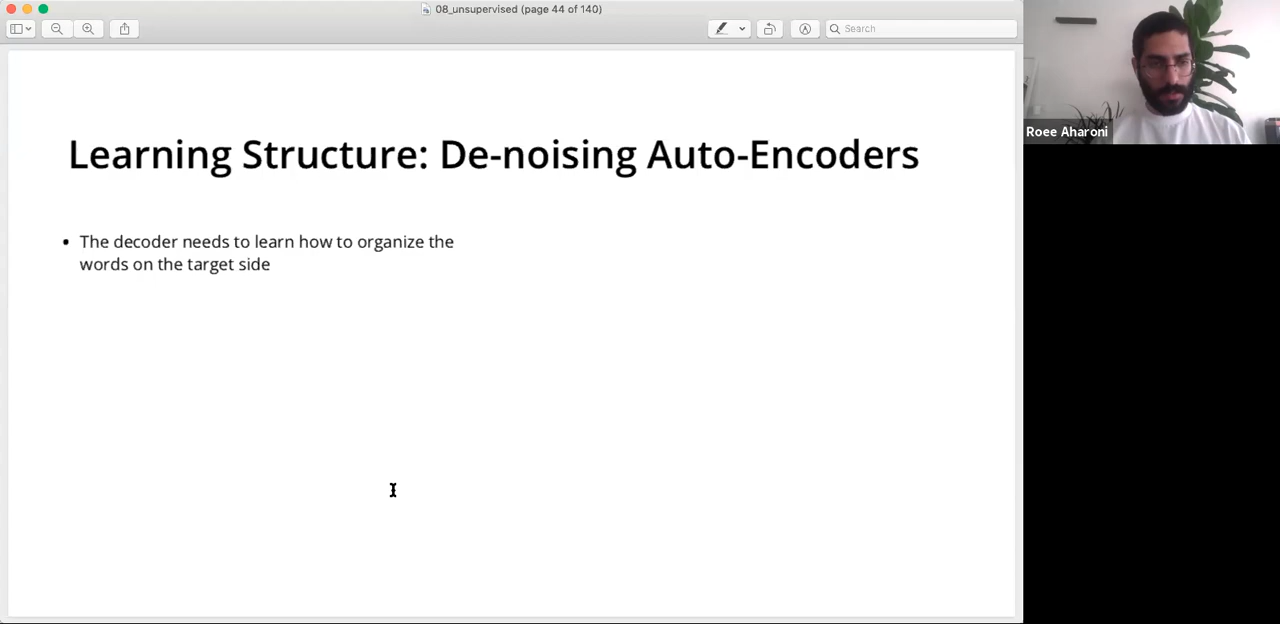 08_unsupervised (page 44 of 140)
Search
Roee Aharoni
Learning Structure: De-noising Auto-Encoders
• The decoder needs to learn how to organize the
words on the target side